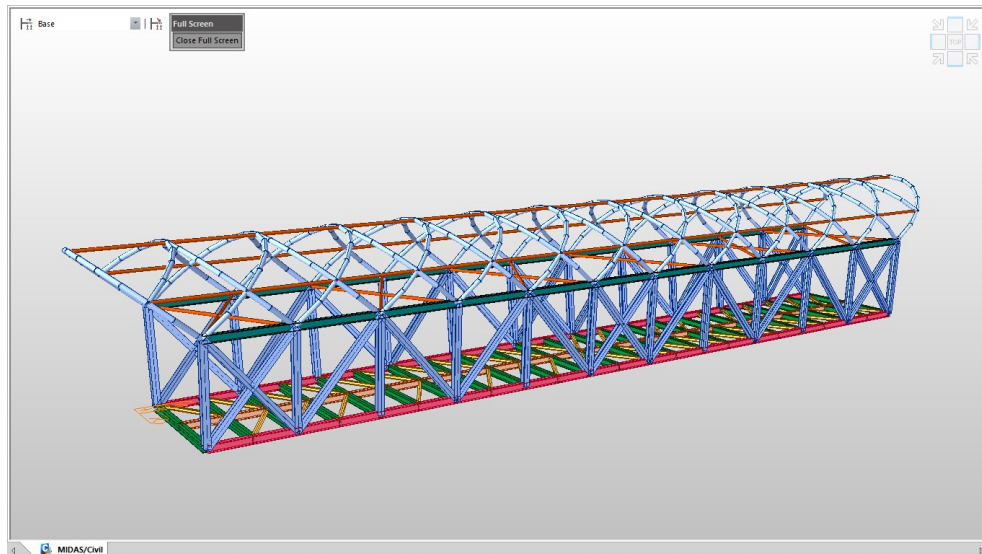 Base
Full Screen
Close Full Screen
TOP
MIDAS/Civil